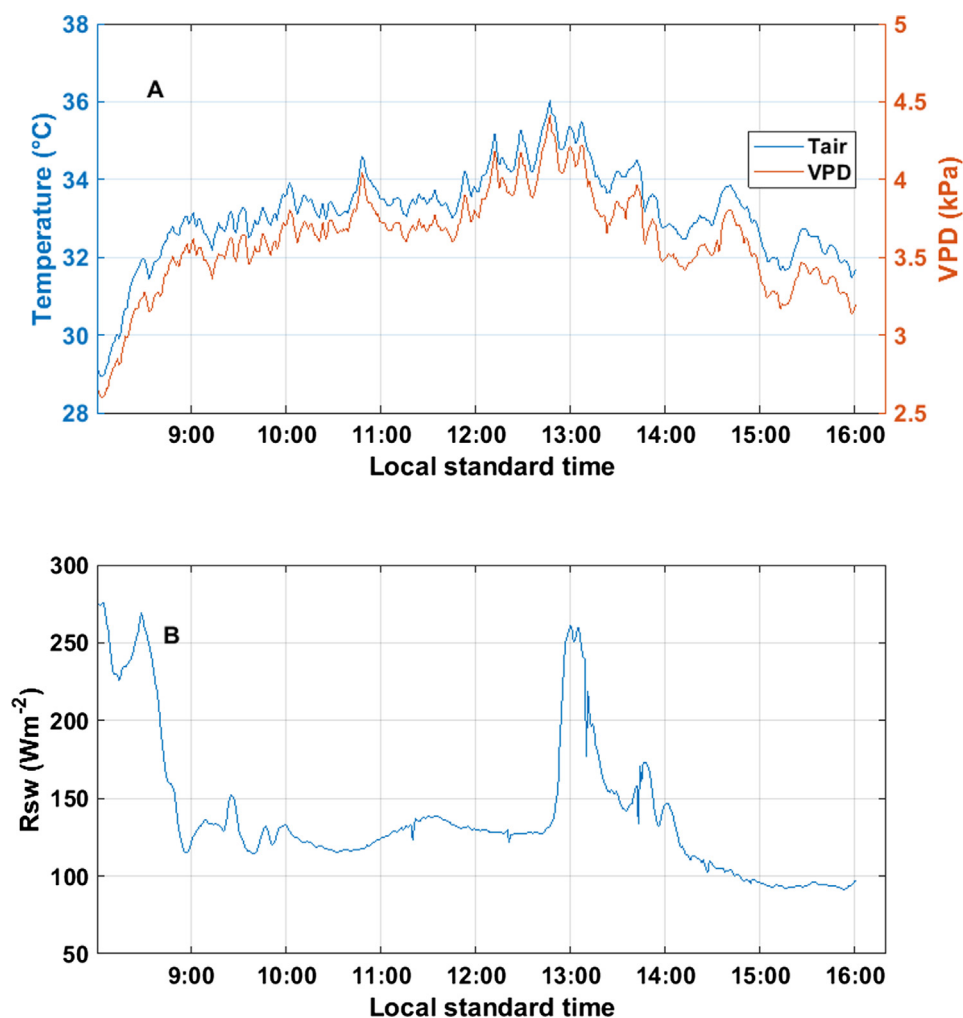 A
Temperature (°C)
38
36
34
32
30
28
VPD (kPa)
5
4.5
4
3.5
3
2.5
Tair
VPD
9:00 10:00 11:00 12:00 13:00 14:00 15:00 16:00
Local standard time
B
Rsw (Wm-2)
300
250
200
150
100
50
9:00 10:00 11:00 12:00 13:00 14:00 15:00 16:00
Local standard time